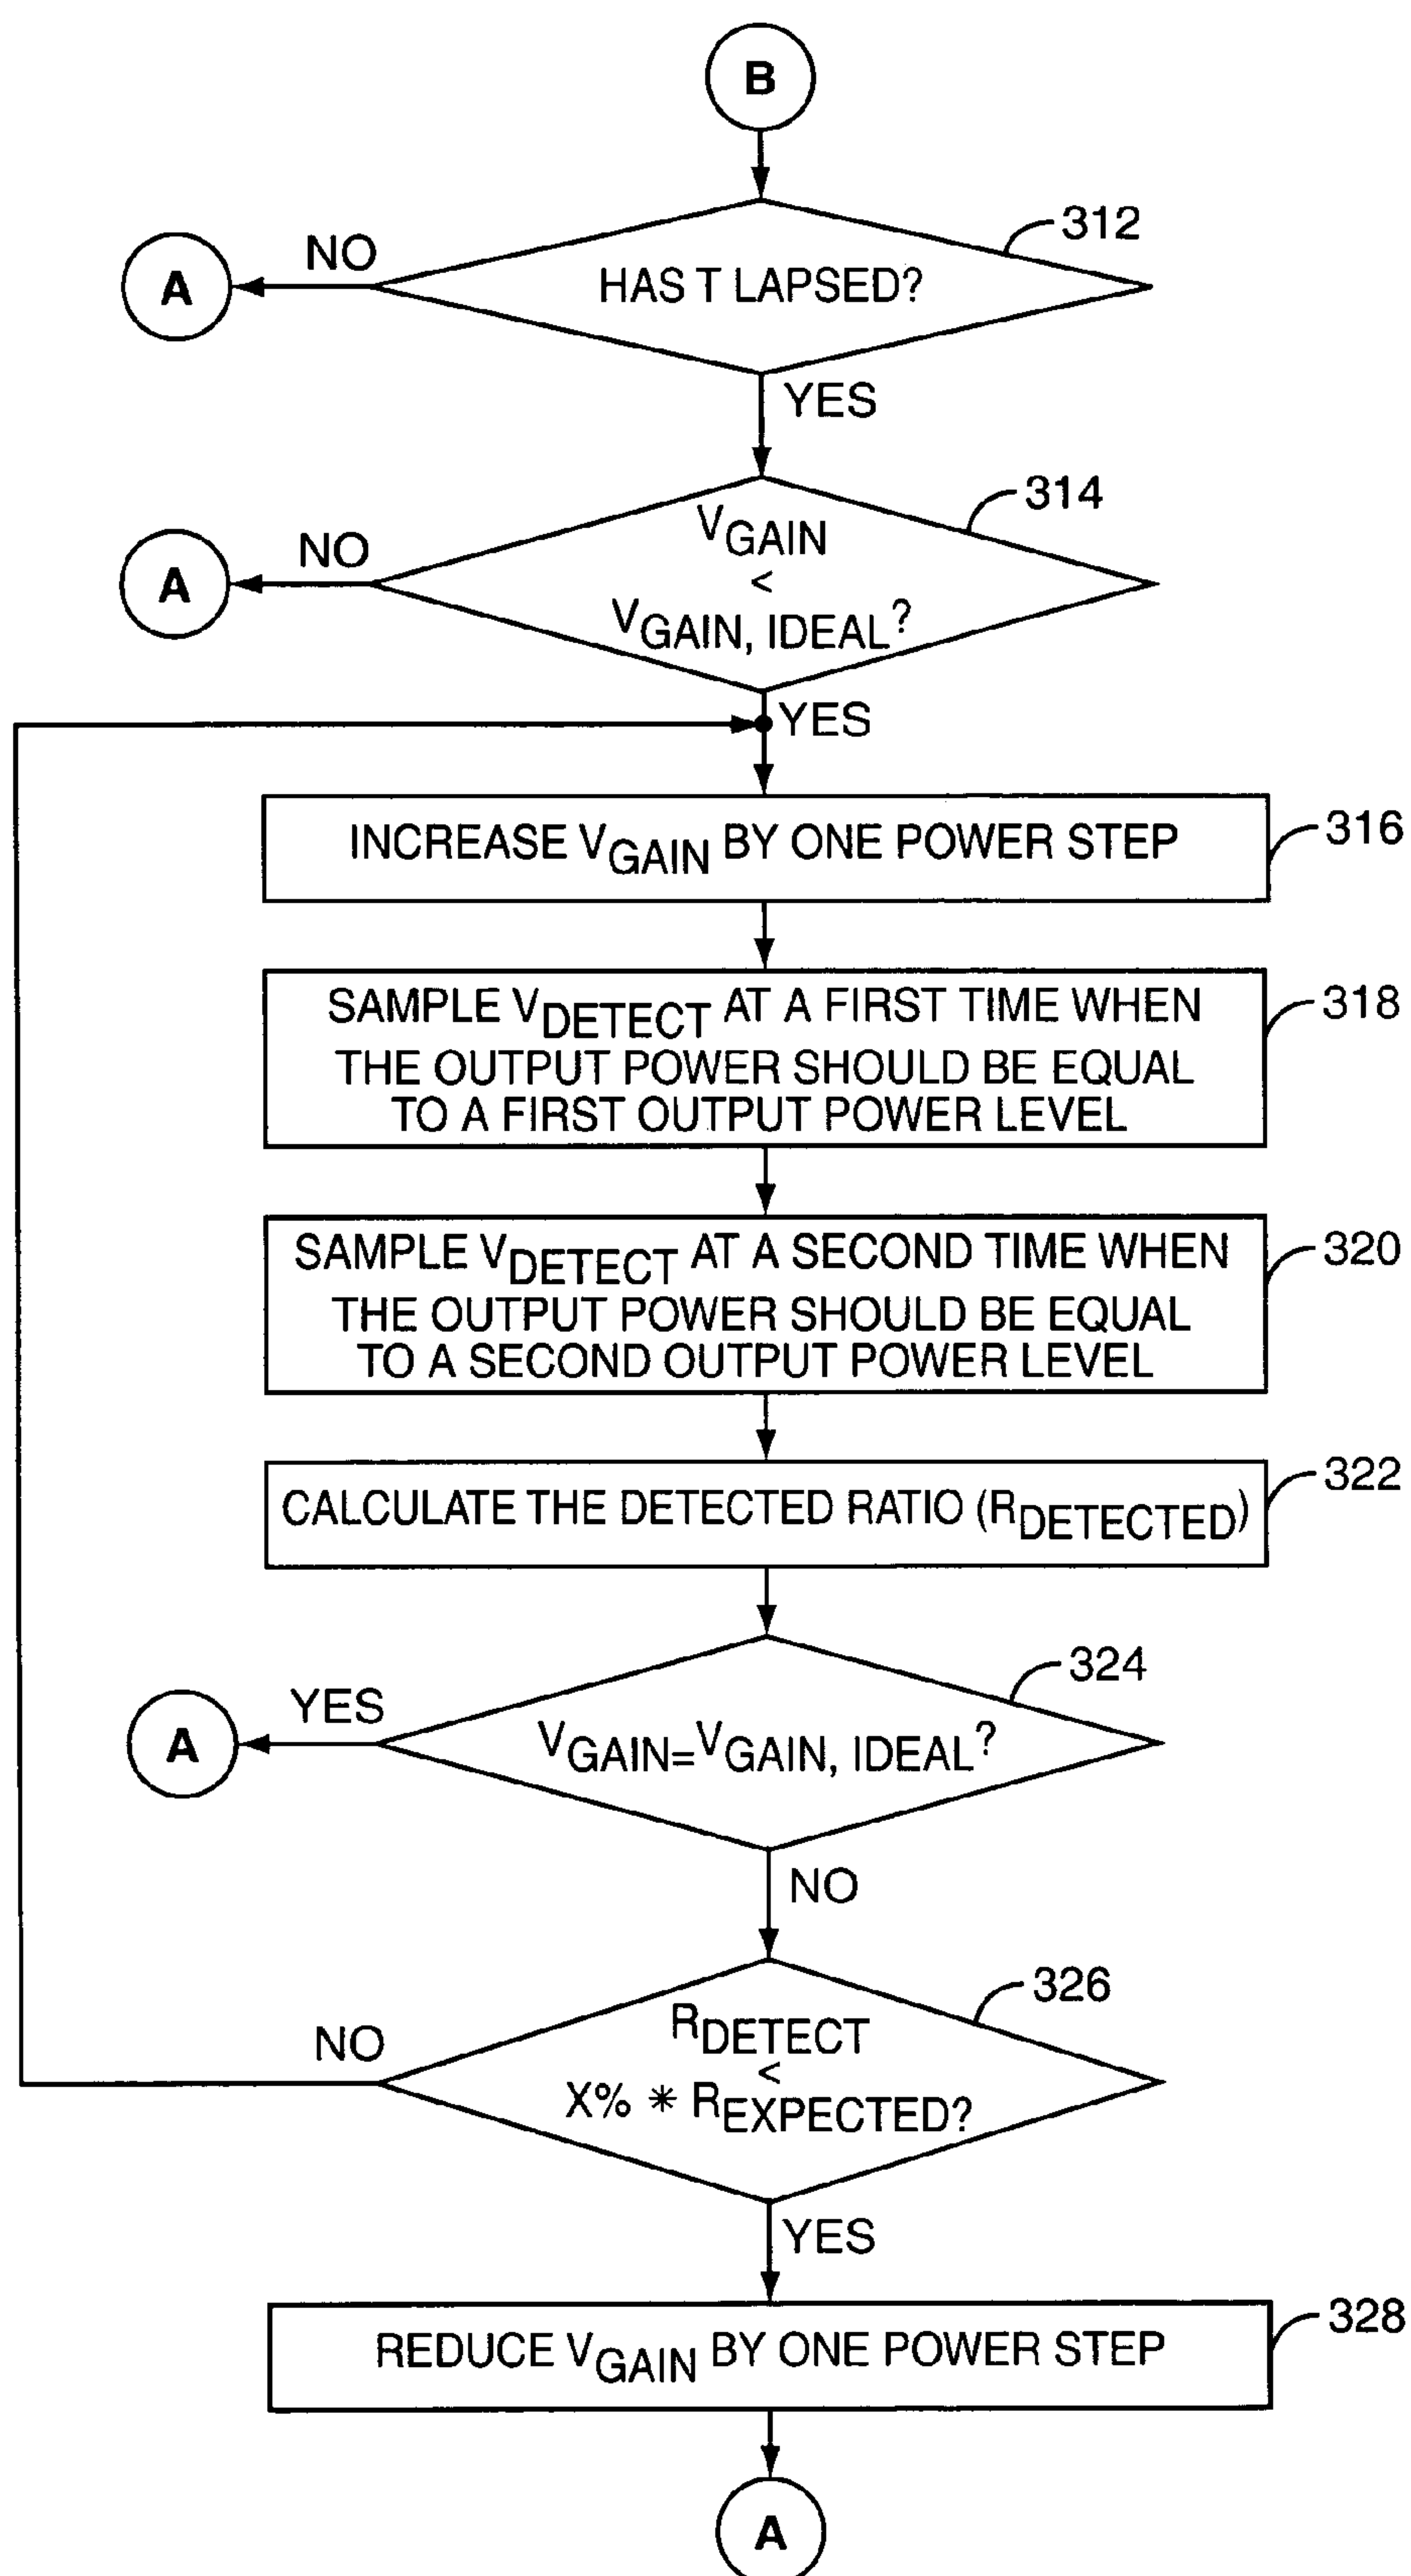 B
312
NO
A
HAS T LAPSED?
YES
314
NO
A
VGAIN
<
VGAIN, IDEAL?
YES
INCREASE VGAIN BY ONE POWER STEP
316
SAMPLE VDETECT AT A FIRST TIME WHEN
THE OUTPUT POWER SHOULD BE EQUAL
TO A FIRST OUTPUT POWER LEVEL
318
SAMPLE VDETECT AT A SECOND TIME WHEN
THE OUTPUT POWER SHOULD BE EQUAL
TO A SECOND OUTPUT POWER LEVEL
320
CALCULATE THE DETECTED RATIO (RDETECTED)
322
324
YES
A
VGAIN=VGAIN, IDEAL?
NO
326
NO
RDETECT
<
X% * REXPECTED?
YES
REDUCE VGAIN BY ONE POWER STEP
328
A